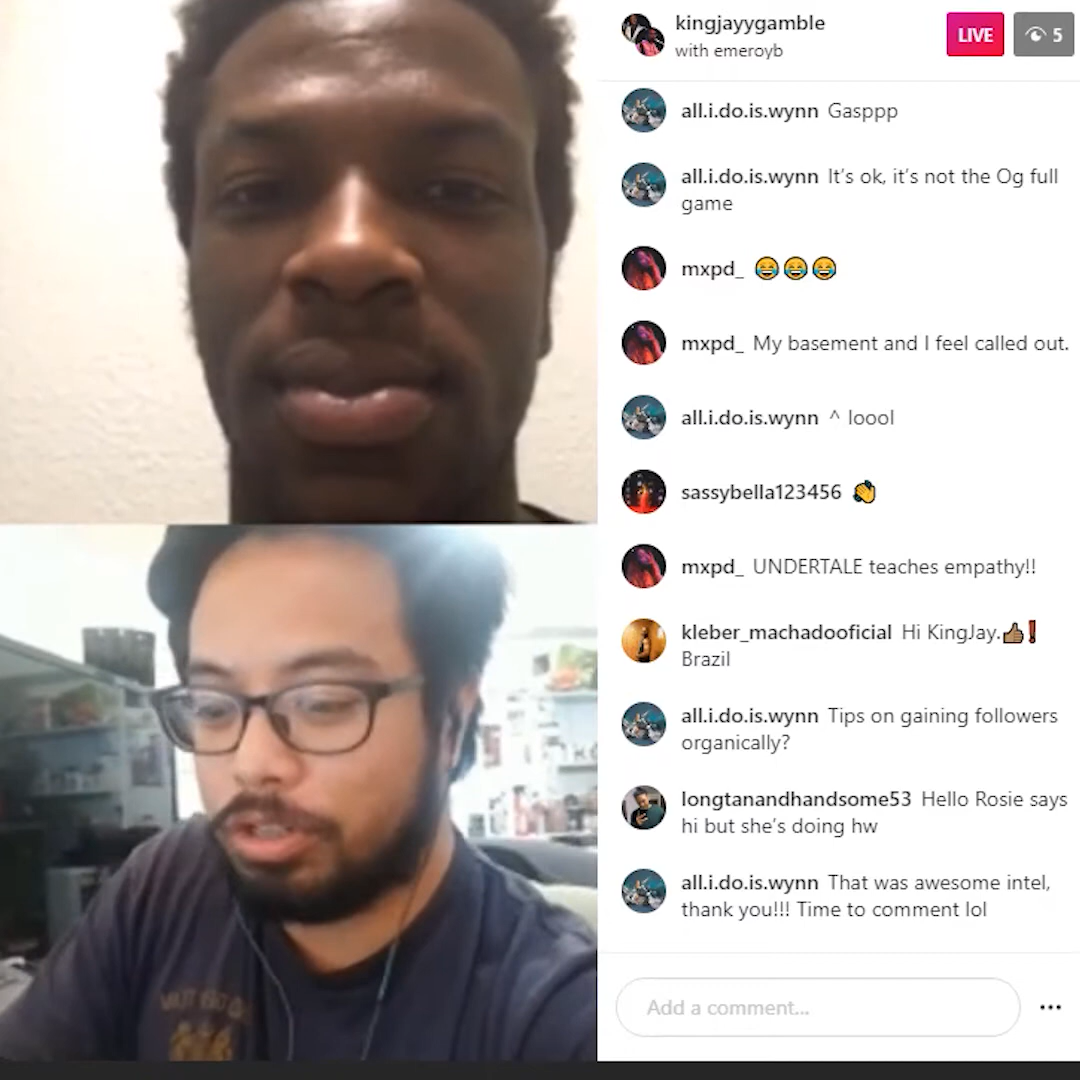 kingjayygamble
with emeroyb
LIVE
5
all.i.do.is.wynn Gasppp
all.i.do.is.wynn It's ok, it's not the Og full
game
mxpd_ 😂😂😂
mxpd_ My basement and I feel called out.
all.i.do.is.wynn ^ loool
sassybella123456 👏🏽
mxpd_ UNDERTALE teaches empathy!!
kleber_machadooficial Hi KingJay.👍🏽❗
Brazil
all.i.do.is.wynn Tips on gaining followers
organically?
longtanandhandsome53 Hello Rosie says
hi but she's doing hw
all.i.do.is.wynn That was awesome intel,
thank you!!! Time to comment lol
Add a comment...